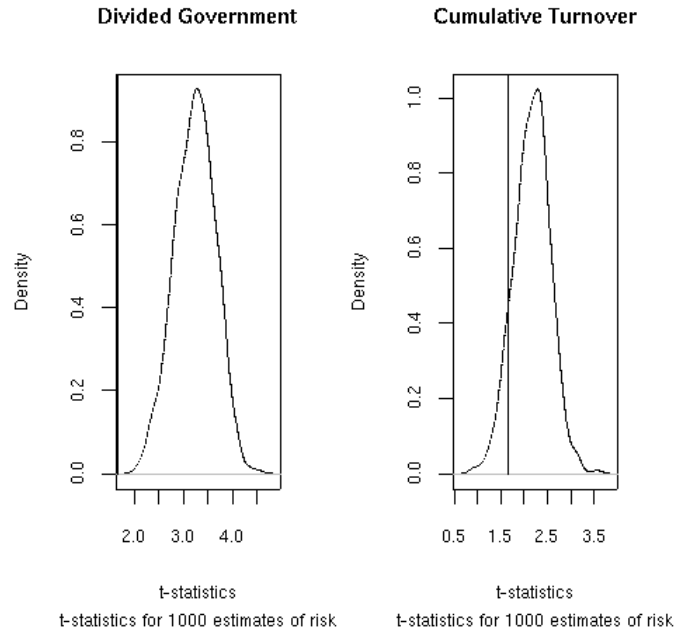 Divided Government
Cumulative Turnover
Density
0.0
0.2
0.4
0.6
0.8
2.0 3.0 4.0
t-statistics
t-statistics for 1000 estimates of risk
Density
0.0
0.2
0.4
0.6
0.8
1.0
0.5 1.5 2.5 3.5
t-statistics
t-statistics for 1000 estimates of risk